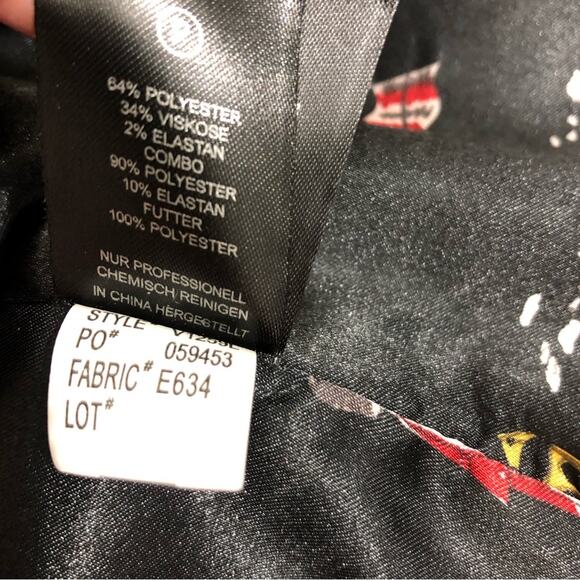 64% POLYESTER
34% VISKOSE
2% ELASTAN
COMBO
90% POLYESTER
10% ELASTAN
FUTTER
100% POLYESTER
NUR PROFESSIONELL
CHEMISCH REINIGEN
IN CHINA HERGESTELLT
STYLE
PO# 059453
FABRIC# E634
LOT#